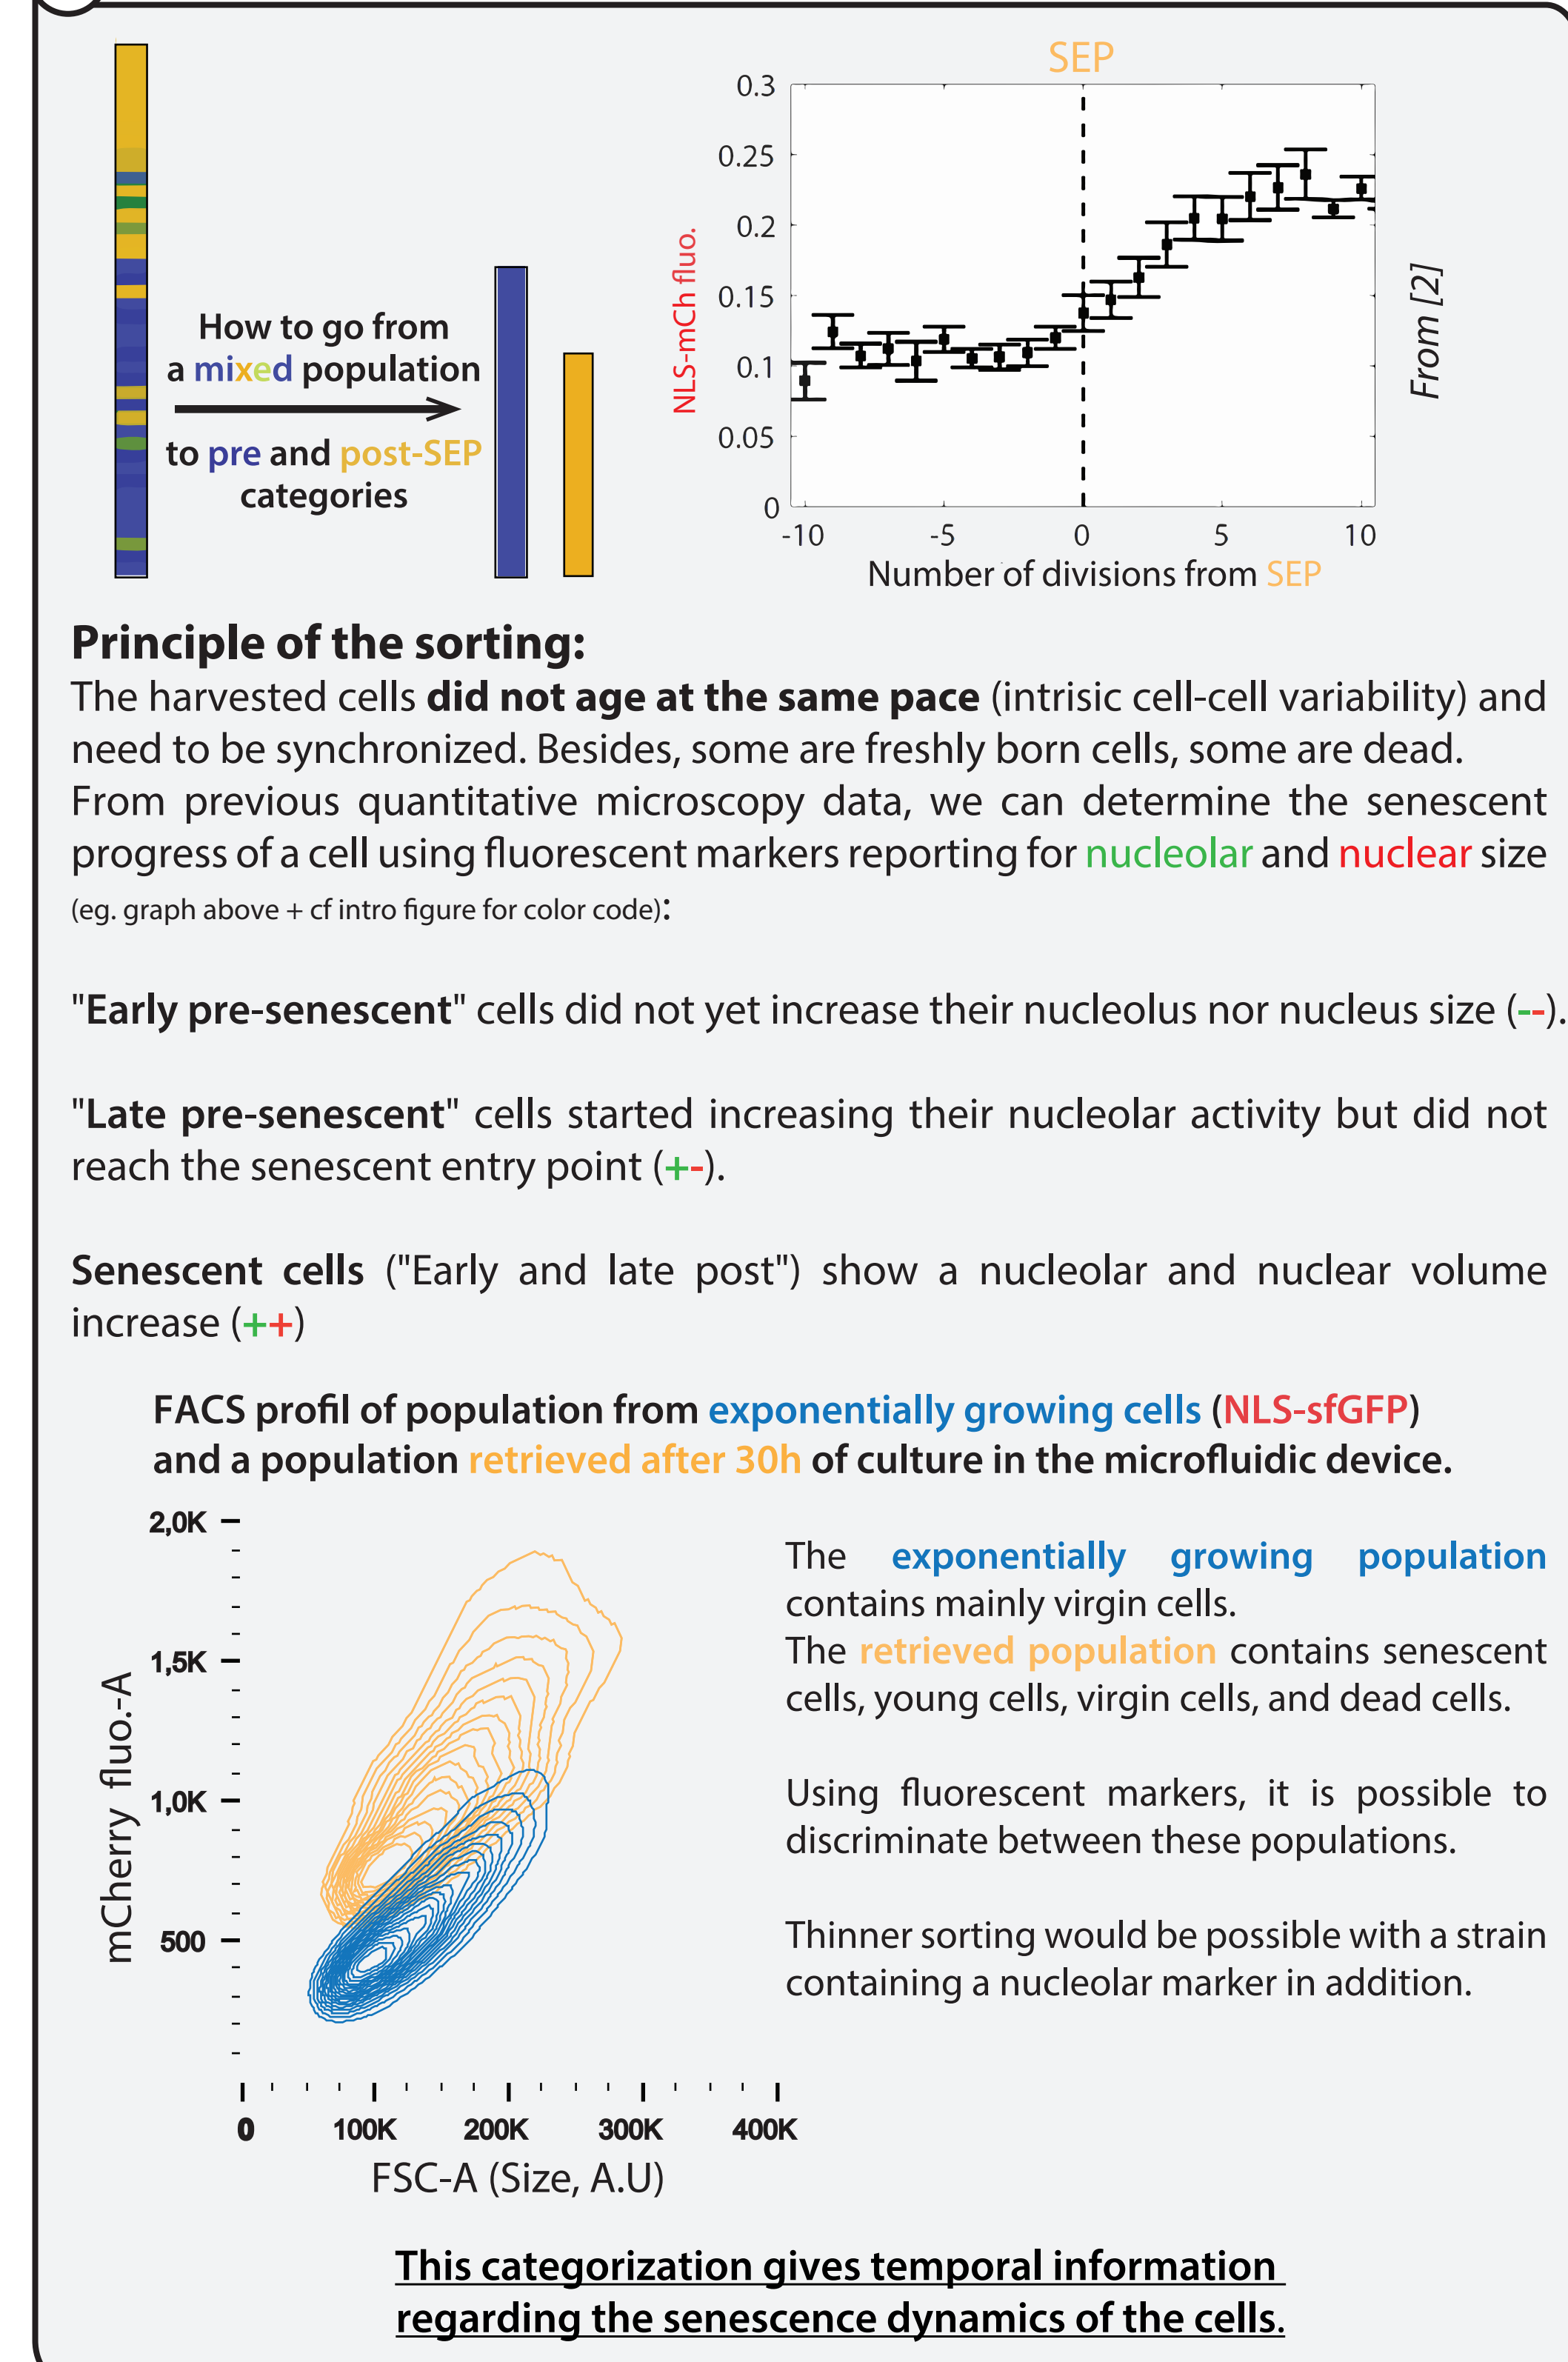 How to go from
a mixed population
to pre and post-SEP
categories
SEP
0.3
0.25
0.2
0.15
0.1
0.05
0
NLS-mCh fluo.
-10
-5
0
5
10
Number of divisions from SEP
From [2]
Principle of the sorting:
The harvested cells did not age at the same pace (intrisic cell-cell variability) and
need to be synchronized. Besides, some are freshly born cells, some are dead.
From previous quantitative microscopy data, we can determine the senescent
progress of a cell using fluorescent markers reporting for nucleolar and nuclear size
(eg. graph above + cf intro figure for color code):
"Early pre-senescent" cells did not yet increase their nucleolus nor nucleus size (--).
"Late pre-senescent" cells started increasing their nucleolar activity but did not
reach the senescent entry point (+-).
Senescent cells ("Early and late post") show a nucleolar and nuclear volume
increase (++)
FACS profil of population from exponentially growing cells (NLS-sfGFP)
and a population retrieved after 30h of culture in the microfluidic device.
2,0K
1,5K
1,0K
500
mCherry fluo.-A
0
100K
200K
300K
400K
FSC-A (Size, A.U)
The exponentially growing population
contains mainly virgin cells.
The retrieved population contains senescent
cells, young cells, virgin cells, and dead cells.
Using fluorescent markers, it is possible to
discriminate between these populations.
Thinner sorting would be possible with a strain
containing a nucleolar marker in addition.
This categorization gives temporal information
regarding the senescence dynamics of the cells.